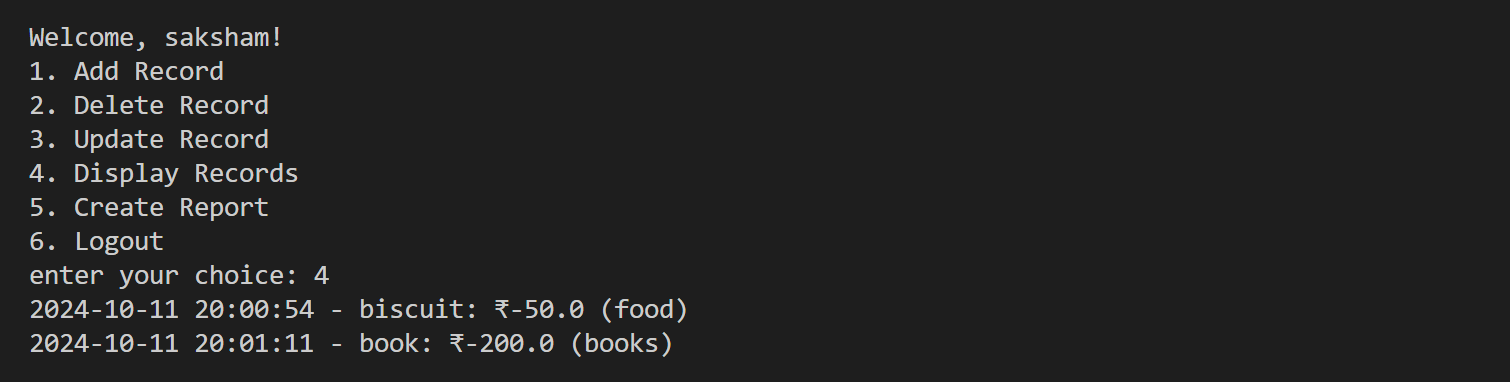 Welcome, saksham!
1. Add Record
2. Delete Record
3. Update Record
4. Display Records
5. Create Report
6. Logout
enter your choice: 4
2024-10-11 20:00:54 - biscuit: ₹-50.0 (food)
2024-10-11 20:01:11 - book: ₹-200.0 (books)